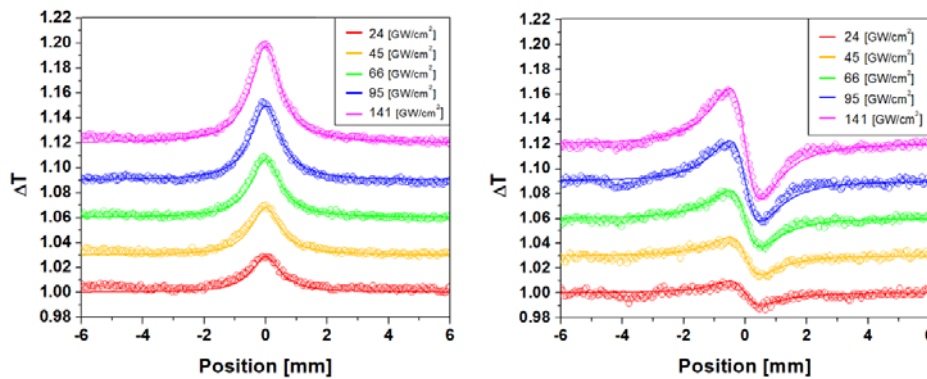 1.22
1.20
1.18
1.16
1.14
1.12
1.10
1.08
1.06
1.04
1.02
1.00
0.98
ΔT
-6 -4 -2 0 2 4 6
Position [mm]
24 [GW/cm²]
45 [GW/cm²]
66 [GW/cm²]
95 [GW/cm²]
141 [GW/cm²]
1.22
1.20
1.18
1.16
1.14
1.12
1.10
1.08
1.06
1.04
1.02
1.00
0.98
ΔT
-6 -4 -2 0 2 4 6
Position [mm]
24 [GW/cm²]
45 [GW/cm²]
66 [GW/cm²]
95 [GW/cm²]
141 [GW/cm²]